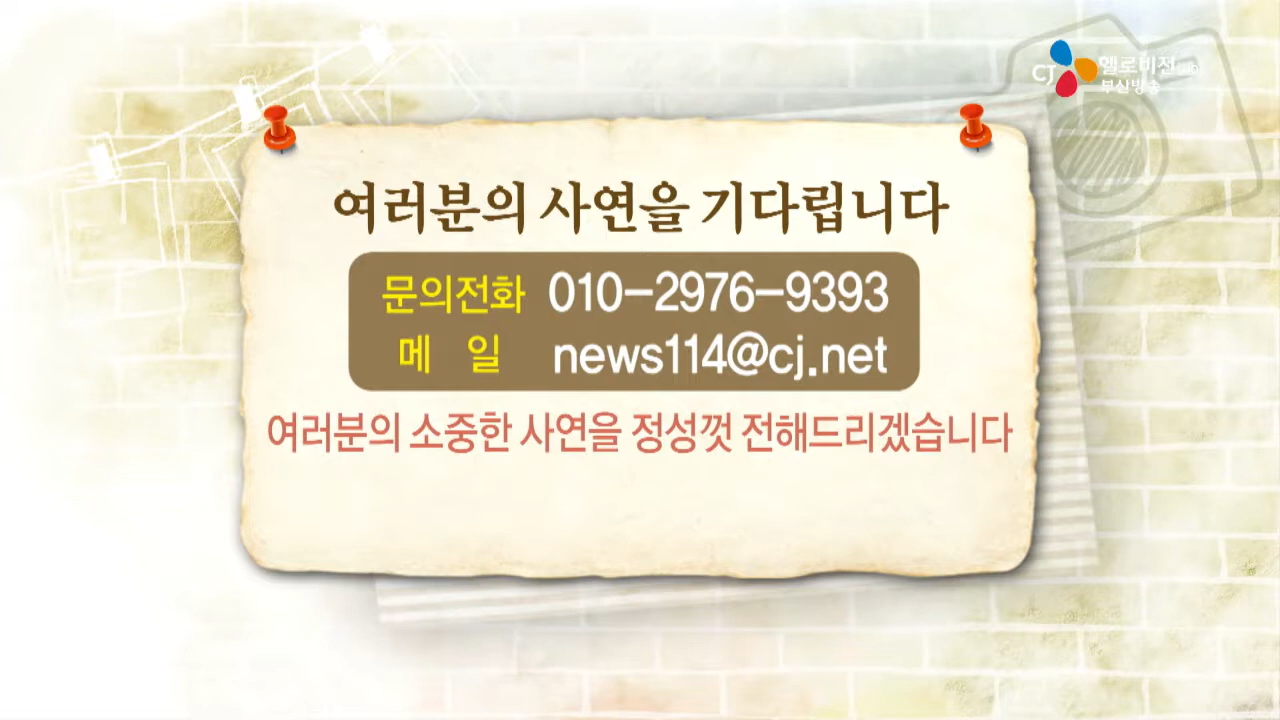 CJ 헬로비전
부산방송
여러분의 사연을 기다립니다
문의전화 010-2976-9393
메 일 news114@cj.net
여러분의 소중한 사연을 정성껏 전해드리겠습니다